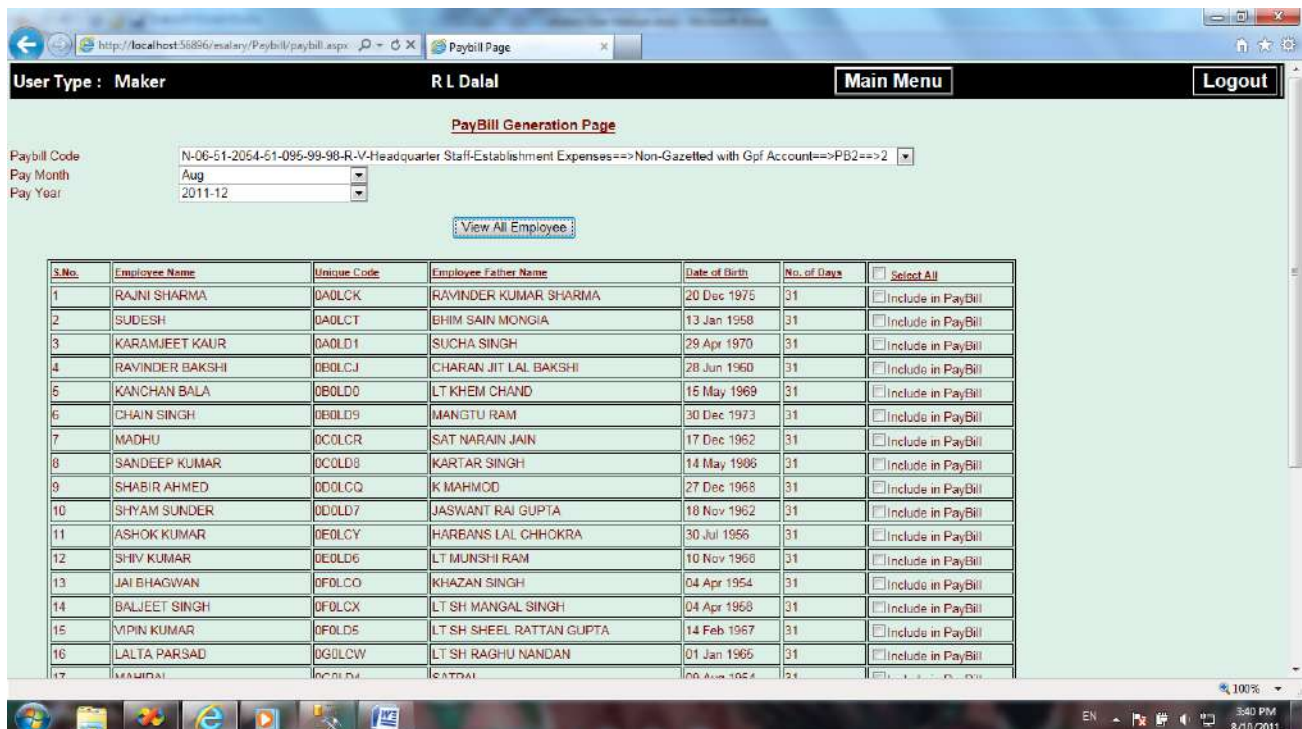 http://localhost:56896/esalary/Paybill/paybill.aspx
Paybill Page
User Type : Maker R L Dalal Main Menu Logout
PayBill Generation Page
Paybill Code N-06-51-2054-51-095-99-98-R-V-Headquarter Staff-Establishment Expenses==>Non-Gazetted with Gpf Account==>PB2==>2
Pay Month Aug
Pay Year 2011-12
View All Employee
S.No. Employee Name Unique Code Employee Father Name Date of Birth No. of Days Select All
1 RAJNI SHARMA 0A0LCK RAVINDER KUMAR SHARMA 20 Dec 1975 31 Include in PayBill
2 SUDESH 0A0LCT BHIM SAIN MONGIA 13 Jan 1958 31 Include in PayBill
3 KARAMJEET KAUR 0A0LD1 SUCHA SINGH 29 Apr 1970 31 Include in PayBill
4 RAVINDER BAKSHI 0B0LCJ CHARAN JIT LAL BAKSHI 28 Jun 1960 31 Include in PayBill
5 KANCHAN BALA 0B0LD0 LT KHEM CHAND 15 May 1969 31 Include in PayBill
6 CHAIN SINGH 0B0LD9 MANGTU RAM 30 Dec 1973 31 Include in PayBill
7 MADHU 0C0LCR SAT NARAIN JAIN 17 Dec 1962 31 Include in PayBill
8 SANDEEP KUMAR 0C0LD8 KARTAR SINGH 14 May 1986 31 Include in PayBill
9 SHABIR AHMED 0D0LCQ K MAHMOD 27 Dec 1968 31 Include in PayBill
10 SHYAM SUNDER 0D0LD7 JASWANT RAI GUPTA 18 Nov 1962 31 Include in PayBill
11 ASHOK KUMAR 0E0LCY HARBANS LAL CHHOKRA 30 Jul 1956 31 Include in PayBill
12 SHIV KUMAR 0E0LD6 LT MUNSHI RAM 10 Nov 1968 31 Include in PayBill
13 JAI BHAGWAN 0F0LCO KHAZAN SINGH 04 Apr 1954 31 Include in PayBill
14 BALJEET SINGH 0F0LCX LT SH MANGAL SINGH 04 Apr 1958 31 Include in PayBill
15 VIPIN KUMAR 0F0LD5 LT SH SHEEL RATTAN GUPTA 14 Feb 1967 31 Include in PayBill
16 LALTA PARSAD 0G0LCW LT SH RAGHU NANDAN 01 Jan 1965 31 Include in PayBill
17
100%
EN 3:40 PM
8/10/2011